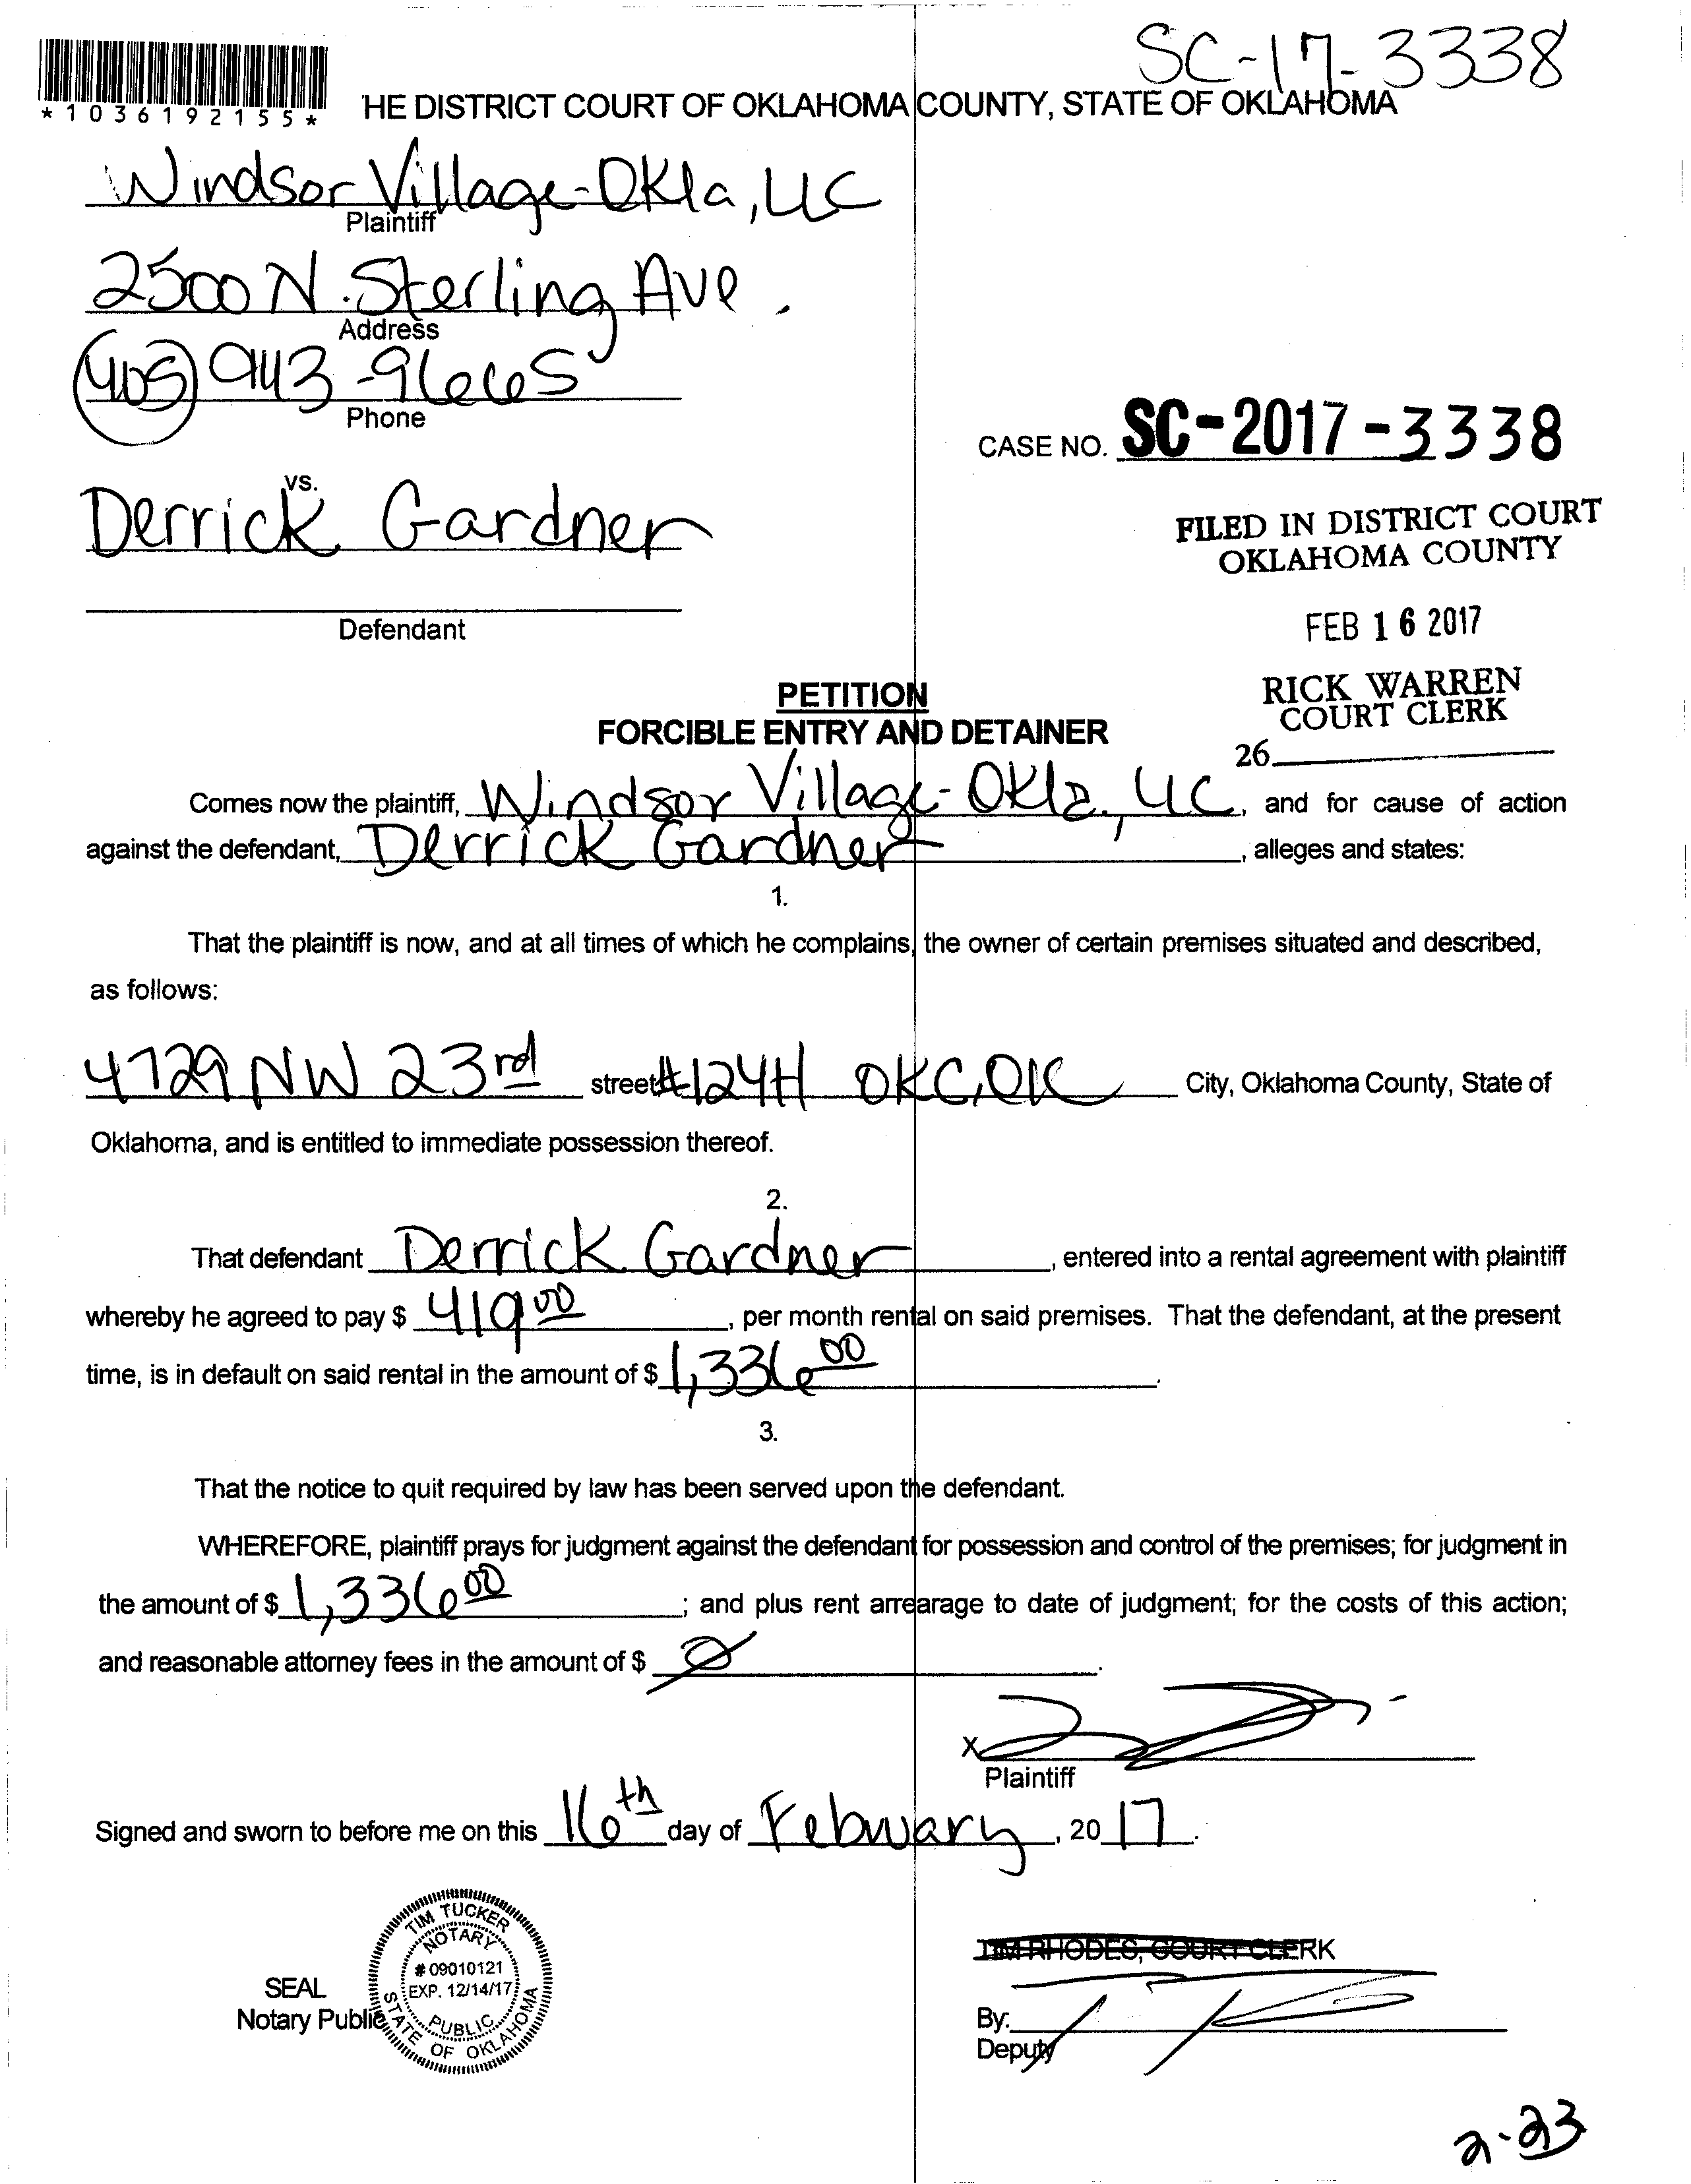 SC-17-3338
*1036192155*
HE DISTRICT COURT OF OKLAHOMA COUNTY, STATE OF OKLAHOMA
Windsor Village-Okla, LLC
Plaintiff
2500 N. Sterling Ave.
Address
(405) 943-9665
Phone
CASE NO. SC-2017-3338
vs.
Derrick Gardner
FILED IN DISTRICT COURT
OKLAHOMA COUNTY
Defendant
FEB 16 2017
RICK WARREN
COURT CLERK
26
PETITION
FORCIBLE ENTRY AND DETAINER
Comes now the plaintiff, Windsor Village-Okla, LLC, and for cause of action
against the defendant, Derrick Gardner, alleges and states:
1.
That the plaintiff is now, and at all times of which he complains, the owner of certain premises situated and described,
as follows:
4729 NW 23rd street #124H OKC, OK City, Oklahoma County, State of
Oklahoma, and is entitled to immediate possession thereof.
2.
That defendant Derrick Gardner, entered into a rental agreement with plaintiff
whereby he agreed to pay $ 419 00, per month rental on said premises. That the defendant, at the present
time, is in default on said rental in the amount of $ 1,336 00.
3.
That the notice to quit required by law has been served upon the defendant.
WHEREFORE, plaintiff prays for judgment against the defendant for possession and control of the premises; for judgment in
the amount of $ 1,336 00; and plus rent arrearage to date of judgment; for the costs of this action;
and reasonable attorney fees in the amount of $ Ø.
X
Plaintiff
Signed and sworn to before me on this 16th day of February, 2017.
TIM TUCKER
NOTARY
# 09010121
EXP. 12/14/17
PUBLIC
STATE OF OKLAHOMA
SEAL
Notary Public
TIM RHODES, COURT CLERK
By:
Deputy
2-23